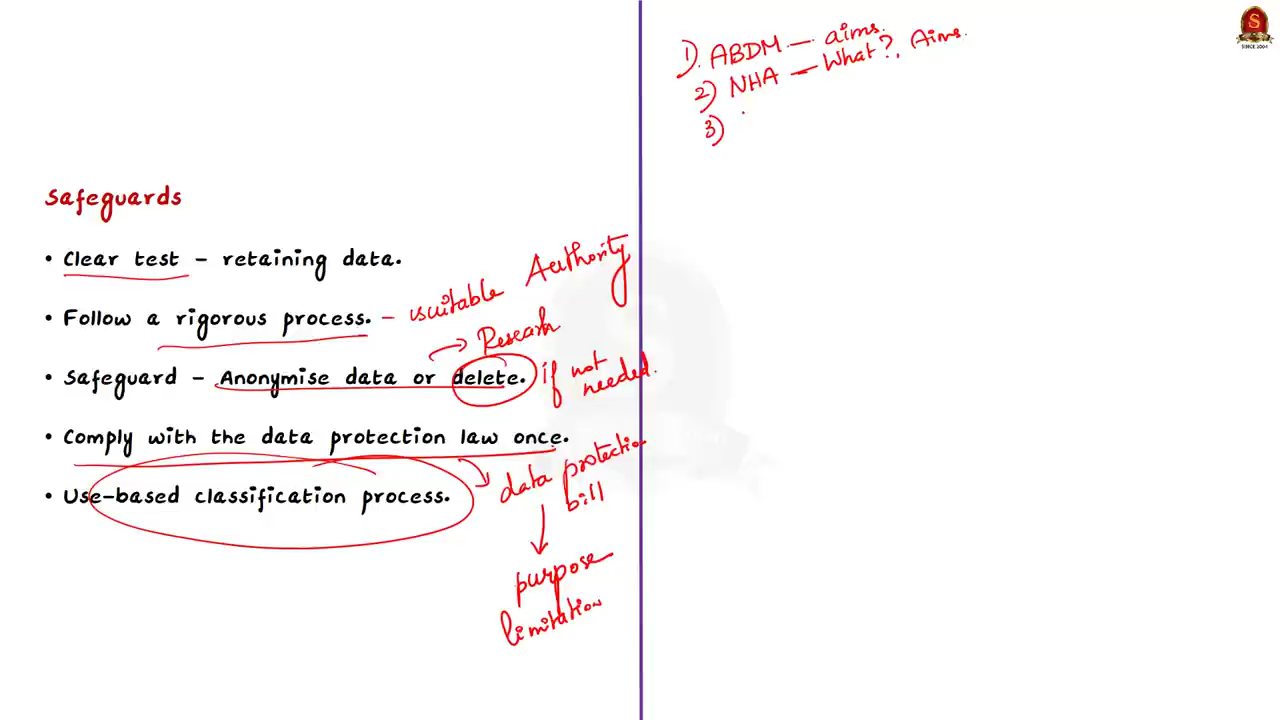 Safeguards
• Clear test - retaining data.
• Follow a rigorous process. - suitable Authority
→ Research
• Safeguard - Anonymise data or delete. if not needed.
• Comply with the data protection law once.
→ data protection bill
• Use-based classification process.
purpose
limitation
1). ABDM - aims.
2) NHA - What?, Aims.
3)
S
SINCE 2004